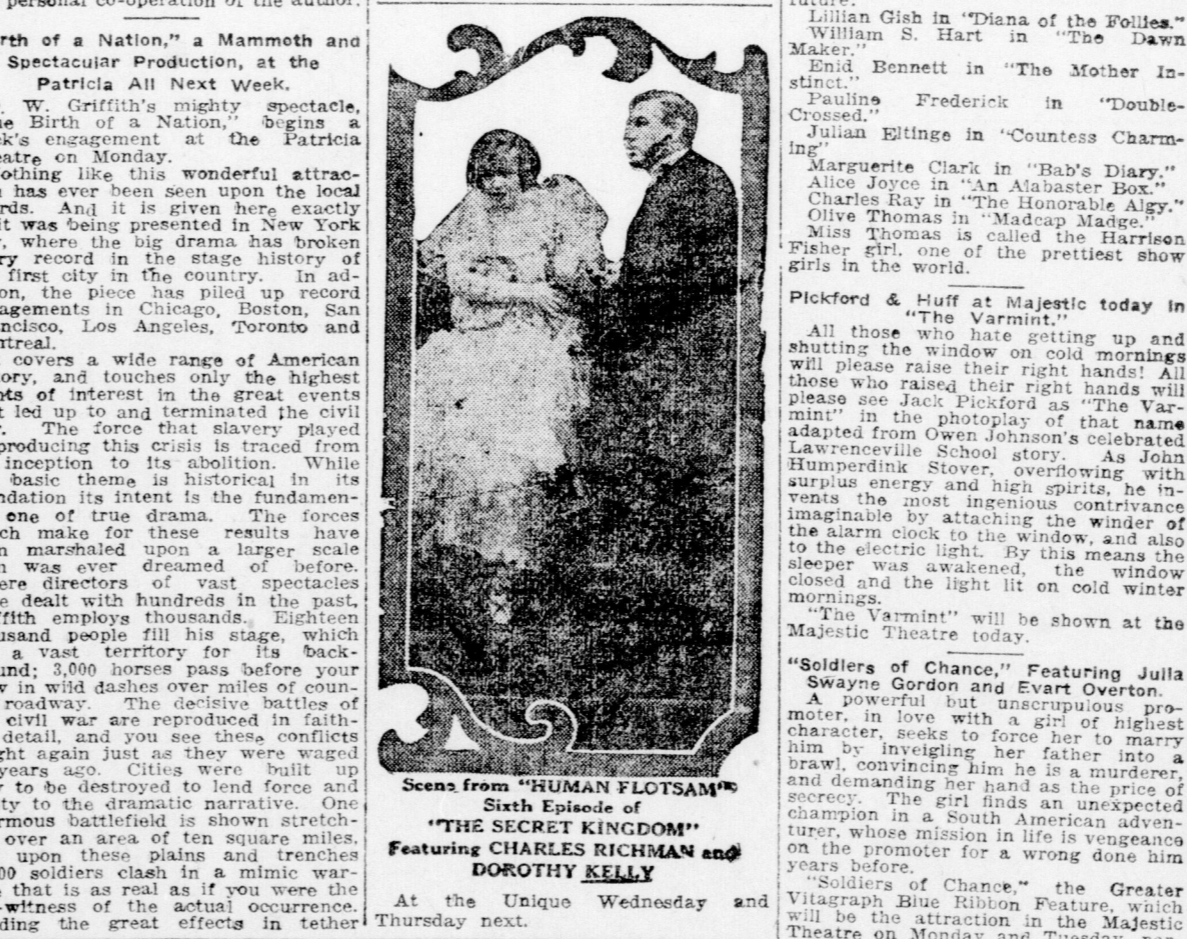 personal co-operation of the author.
rth of a Nation," a Mammoth and
Spectacular Production, at the
Patricia All Next Week.
. W. Griffith's mighty spectacle,
e Birth of a Nation," begins a
k's engagement at the Patricia
eatre on Monday.
othing like this wonderful attrac-
has ever been seen upon the local
rds. And it is given here exactly
it was being presented in New York
, where the big drama has broken
ry record in the stage history of
first city in the country. In ad-
on, the piece has piled up record
agements in Chicago, Boston, San
ncisco, Los Angeles, Toronto and
ntreal.
covers a wide range of American
ory, and touches only the highest
nts of interest in the great events
t led up to and terminated the civil
. The force that slavery played
producing this crisis is traced from
inception to its abolition. While
basic theme is historical in its
ndation its intent is the fundamen-
one of true drama. The forces
ch make for these results have
n marshaled upon a larger scale
n was ever dreamed of before.
ere directors of vast spectacles
e dealt with hundreds in the past,
ffith employs thousands. Eighteen
usand people fill his stage, which
a vast territory for its back-
und; 3,000 horses pass before your
w in wild dashes over miles of coun-
roadway. The decisive battles of
civil war are reproduced in faith-
detail, and you see these conflicts
ght again just as they were waged
years ago. Cities were built up
r to be destroyed to lend force and
ty to the dramatic narrative. One
rmous battlefield is shown stretch-
over an area of ten square miles,
upon these plains and trenches
00 soldiers clash in a mimic war-
that is as real as if you were the
-witness of the actual occurrence.
ding the great effects in tether
Scene from "HUMAN FLOTSAM"
Sixth Episode of
"THE SECRET KINGDOM"
Featuring CHARLES RICHMAN and
DOROTHY KELLY
At the Unique Wednesday and
Thursday next.
future.
Lillian Gish in "Diana of the Follies."
William S. Hart in "The Dawn
Maker."
Enid Bennett in "The Mother In-
stinct."
Pauline Frederick in "Double-
Crossed."
Julian Eltinge in "Countess Charm-
ing"
Marguerite Clark in "Bab's Diary."
Alice Joyce in "An Alabaster Box."
Charles Ray in "The Honorable Algy."
Olive Thomas in "Madcap Madge."
Miss Thomas is called the Harrison
Fisher girl, one of the prettiest show
girls in the world.
Pickford & Huff at Majestic today in
"The Varmint."
All those who hate getting up and
shutting the window on cold mornings
will please raise their right hands! All
those who raised their right hands will
please see Jack Pickford as "The Var-
mint" in the photoplay of that name
adapted from Owen Johnson's celebrated
Lawrenceville School story. As John
Humperdink Stover, overflowing with
surplus energy and high spirits, he in-
vents the most ingenious contrivance
imaginable by attaching the winder of
the alarm clock to the window, and also
to the electric light. By this means the
sleeper was awakened, the window
closed and the light lit on cold winter
mornings.
"The Varmint" will be shown at the
Majestic Theatre today.
"Soldiers of Chance," Featuring Julia
Swayne Gordon and Evart Overton.
A powerful but unscrupulous pro-
moter, in love with a girl of highest
character, seeks to force her to marry
him by inveigling her father into a
brawl, convincing him he is a murderer,
and demanding her hand as the price of
secrecy. The girl finds an unexpected
champion in a South American adven-
turer, whose mission in life is vengeance
on the promoter for a wrong done him
years before.
"Soldiers of Chance," the Greater
Vitagraph Blue Ribbon Feature, which
will be the attraction in the Majestic
Theatre on Monday and Tuesday,